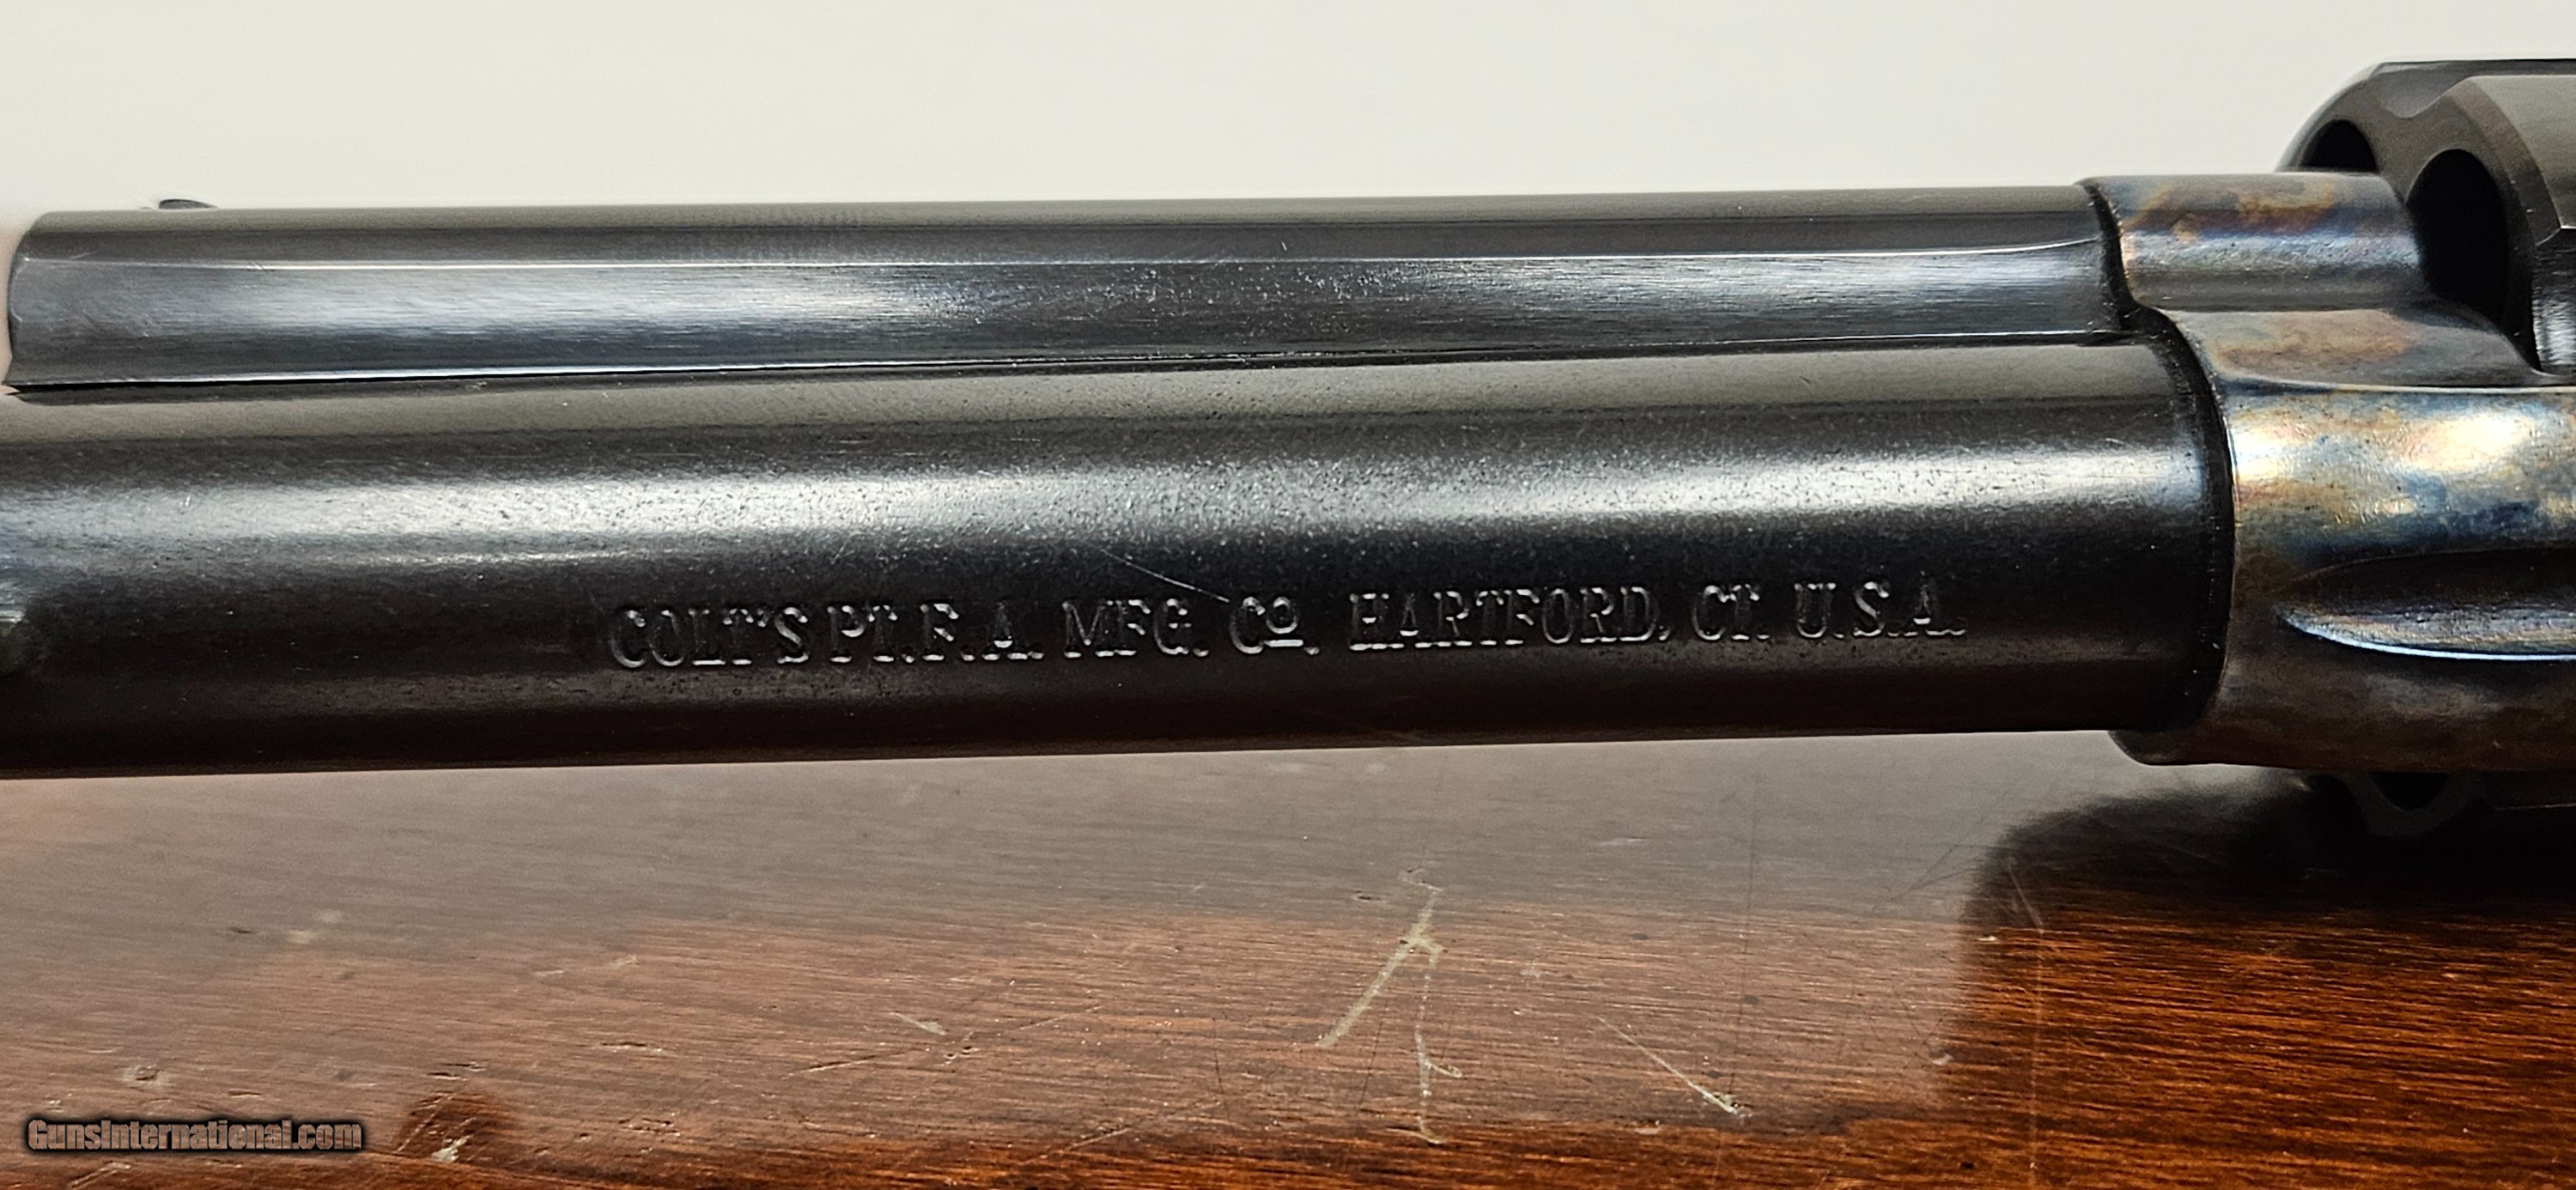 COLT'S PT. F. A. MFG. Co. HARTFORD, CT. U.S.A.
GunsInternational.com